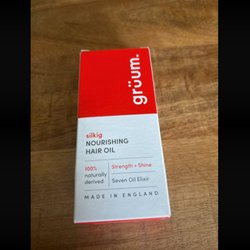 grüum.
silkig
NOURISHING
HAIR OIL
100%
naturally
derived
Strength + Shine
Seven Oil Elixir
MADE IN ENGLAND